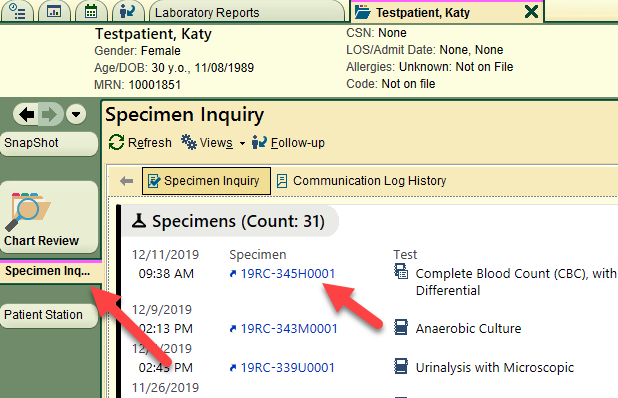 Laboratory Reports
Testpatient, Katy
Testpatient, Katy
Gender: Female
Age/DOB: 30 y.o., 11/08/1989
MRN: 10001851
CSN: None
LOS/Admit Date: None, None
Allergies: Unknown: Not on File
Code: Not on file
SnapShot
Chart Review
Specimen Inq...
Patient Station
Specimen Inquiry
Refresh Views Follow-up
Specimen Inquiry Communication Log History
Specimens (Count: 31)
12/11/2019 Specimen Test
09:38 AM 19RC-345H0001 Complete Blood Count (CBC), with
Differential
12/9/2019
02:13 PM 19RC-343M0001 Anaerobic Culture
02:43 PM 19RC-339U0001 Urinalysis with Microscopic
11/26/2019